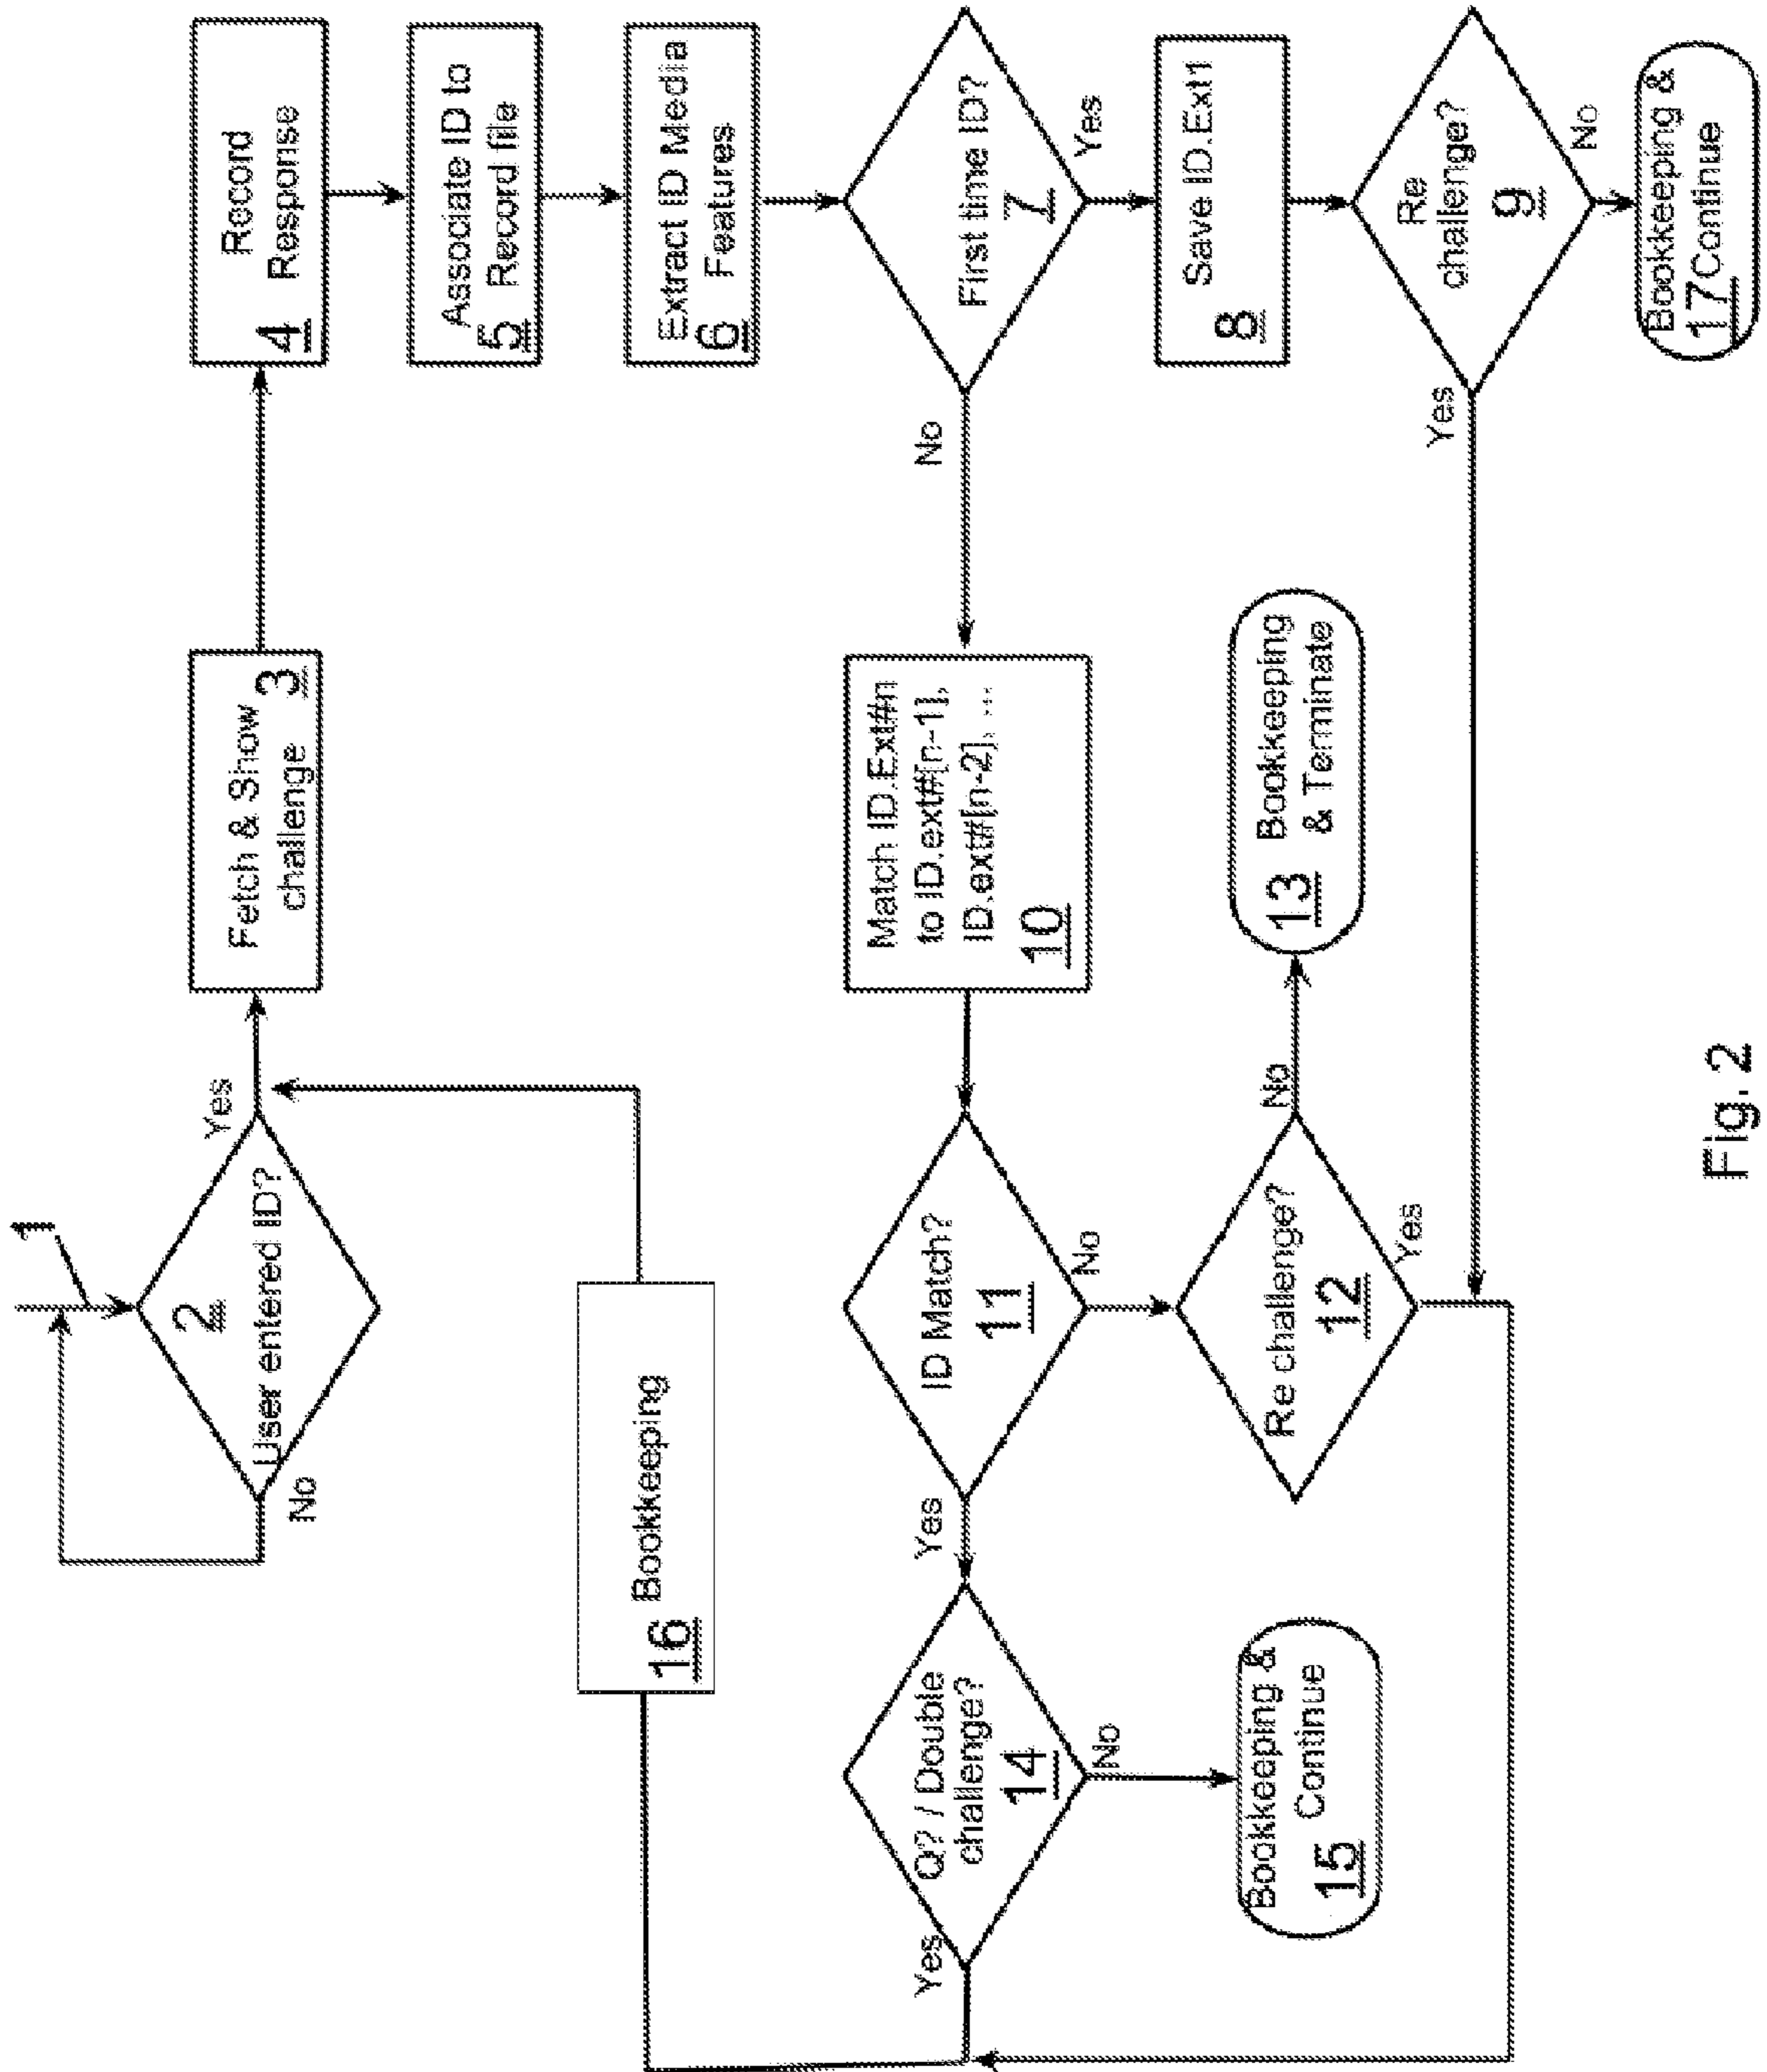 1
2
User entered ID?
Yes
No
Fetch & Show
challenge 3
Record
Response
4
Associate ID to
Record file
5
Extract ID Media
Features
6
First time ID?
7
Yes
No
Save ID.Ext1
8
Re
challenge?
9
Yes
No
Bookkeeping &
17 Continue
Match ID.Ext#n
to ID.ext#[n-1],
ID.ext#[n-2], ...
10
ID Match?
11
Yes
No
Re challenge?
12
No
Yes
13 Bookkeeping
& Terminate
Q? / Double
challenge?
14
Yes
No
Bookkeeping &
Continue
15
Bookkeeping
16
Fig. 2